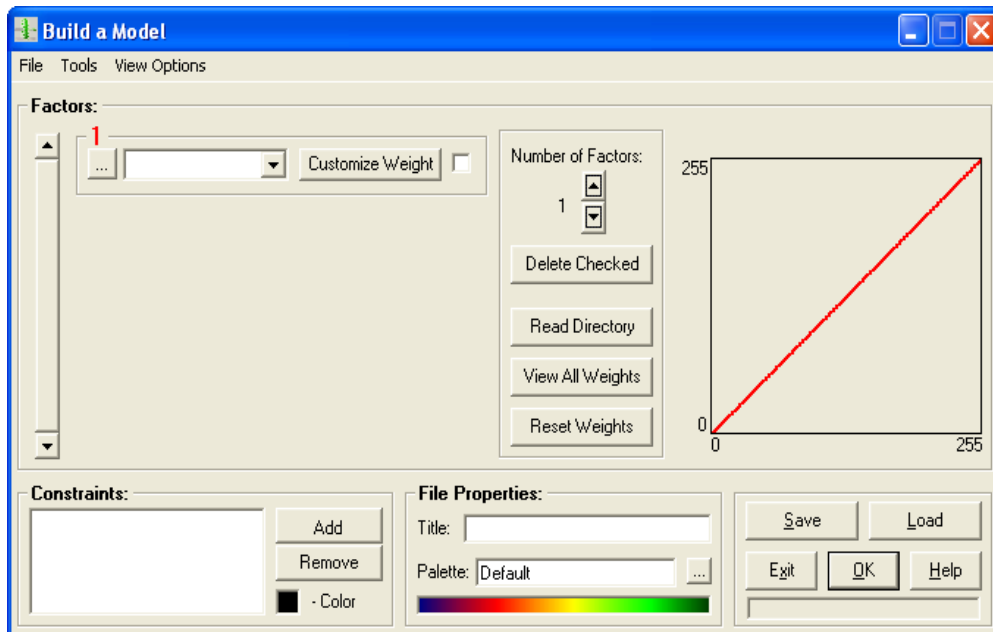 Build a Model
File Tools View Options
Factors:
1
...
Customize Weight
Number of Factors:
1
Delete Checked
Read Directory
View All Weights
Reset Weights
255
0
0 255
Constraints:
Add
Remove
- Color
File Properties:
Title:
Palette: Default ...
Save Load
Exit OK Help